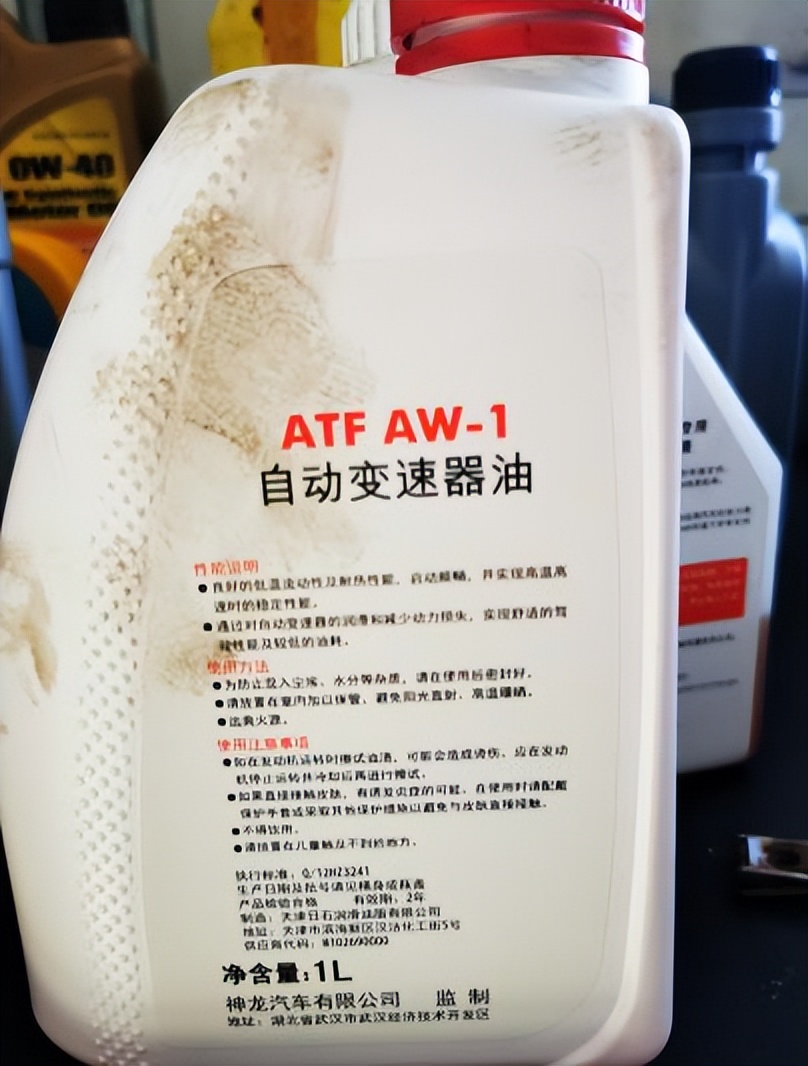 0W-40
Synthetic
Motor Oil
ATF AW-1
自动变速器油
性能说明
●良好的低温流动性及耐热性能，启动顺畅，并实现高温高
速时的稳定性能。
●通过对自动变速器的润滑和减少动力损失，实现舒适的驾
驶性能及较低的油耗。
使用方法
●为防止混入尘埃、水分等杂质，请在使用后密封好。
●请放置在室内加以保管，避免阳光直射、高温曝晒。
●远离火源。
使用注意事项
●如在发动机运转时擦拭油渍，可能会造成烫伤，应在发动
机停止运转并冷却后再进行擦拭。
●如果直接接触皮肤，有诱发炎症的可能，在使用时请配戴
保护手套或采取其他保护措施以避免与皮肤直接接触。
●不得饮用。
●请放置在儿童触及不到的地方。
执行标准：Q/12HZ3241
生产日期及批号请见桶身或瓶盖
产品检验合格 有效期：2年
制造：天津日石润滑油脂有限公司
地址：天津市滨海新区汉沽化工街5号
供应商代码：
净含量：1L
神龙汽车有限公司 监 制
地址：湖北省武汉市武汉经济技术开发区